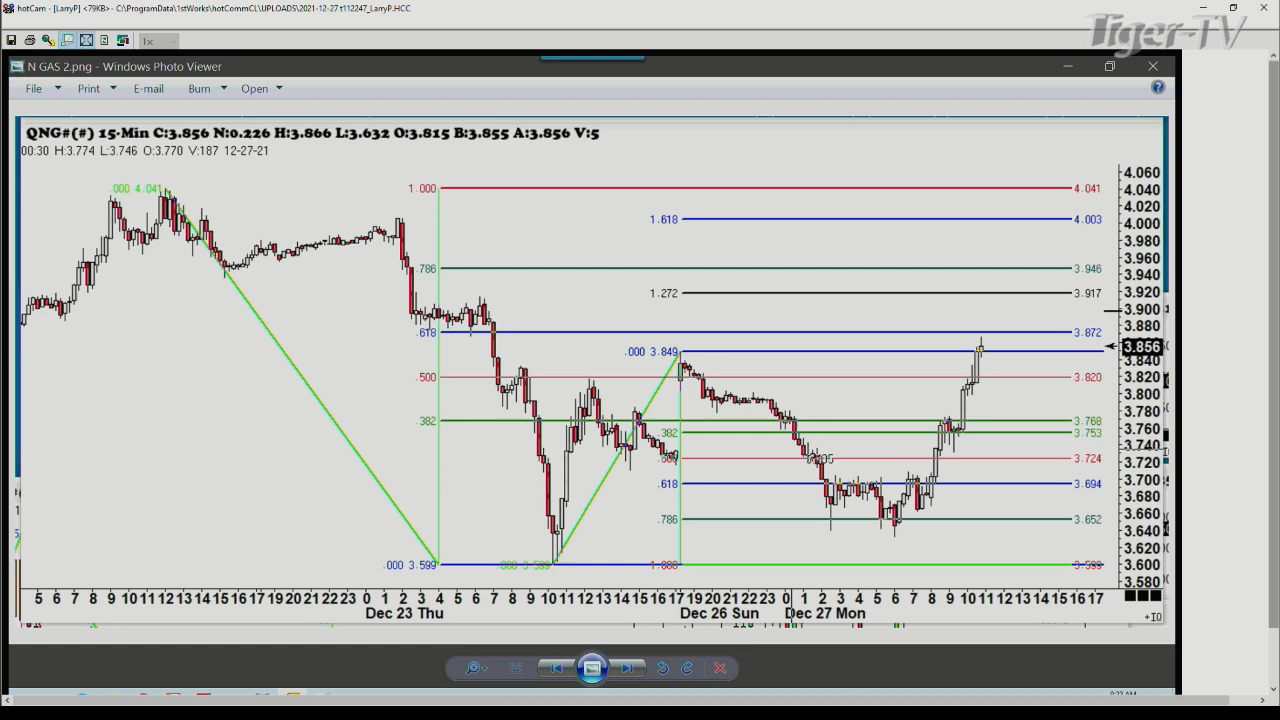 hotCam - [LarryP] <79KB> - C:\ProgramData\1stWorks\hotCommCL\UPLOADS\2021-12-27 t112247_LarryP.HCC
Tiger-TV
1x
N GAS 2.png - Windows Photo Viewer
File Print E-mail Burn Open
QNG#(#) 15-Min C:3.856 N:0.226 H:3.866 L:3.632 O:3.815 B:3.855 A:3.856 V:5
00:30 H:3.774 L:3.746 O:3.770 V:187 12-27-21
4.060
.000 4.041 1.000 4.041 4.040
4.020
1.618 4.003 4.000
3.980
3.960
.786 3.946 3.940
1.272 3.917 3.920
3.900
.618 3.872 3.880
.000 3.849 3.856
3.840
.500 3.820 3.820
3.800
.382 3.768 3.780
.382 3.753 3.760
3.740
3.724 3.720
3.700
.618 3.694 3.680
3.660
.786 3.652 3.640
3.620
.000 3.599 .000 3.599 1.000 3.599 3.600
3.580
5 6 7 8 9 10 11 12 13 14 15 16 17 18 19 20 21 22 23 0 1 2 3 4 5 6 7 8 9 10 11 12 13 14 15 16 17 18 19 20 21 22 23 0 1 2 3 4 5 6 7 8 9 10 11 12 13 14 15 16 17
Dec 23 Thu Dec 26 Sun Dec 27 Mon
+IQ